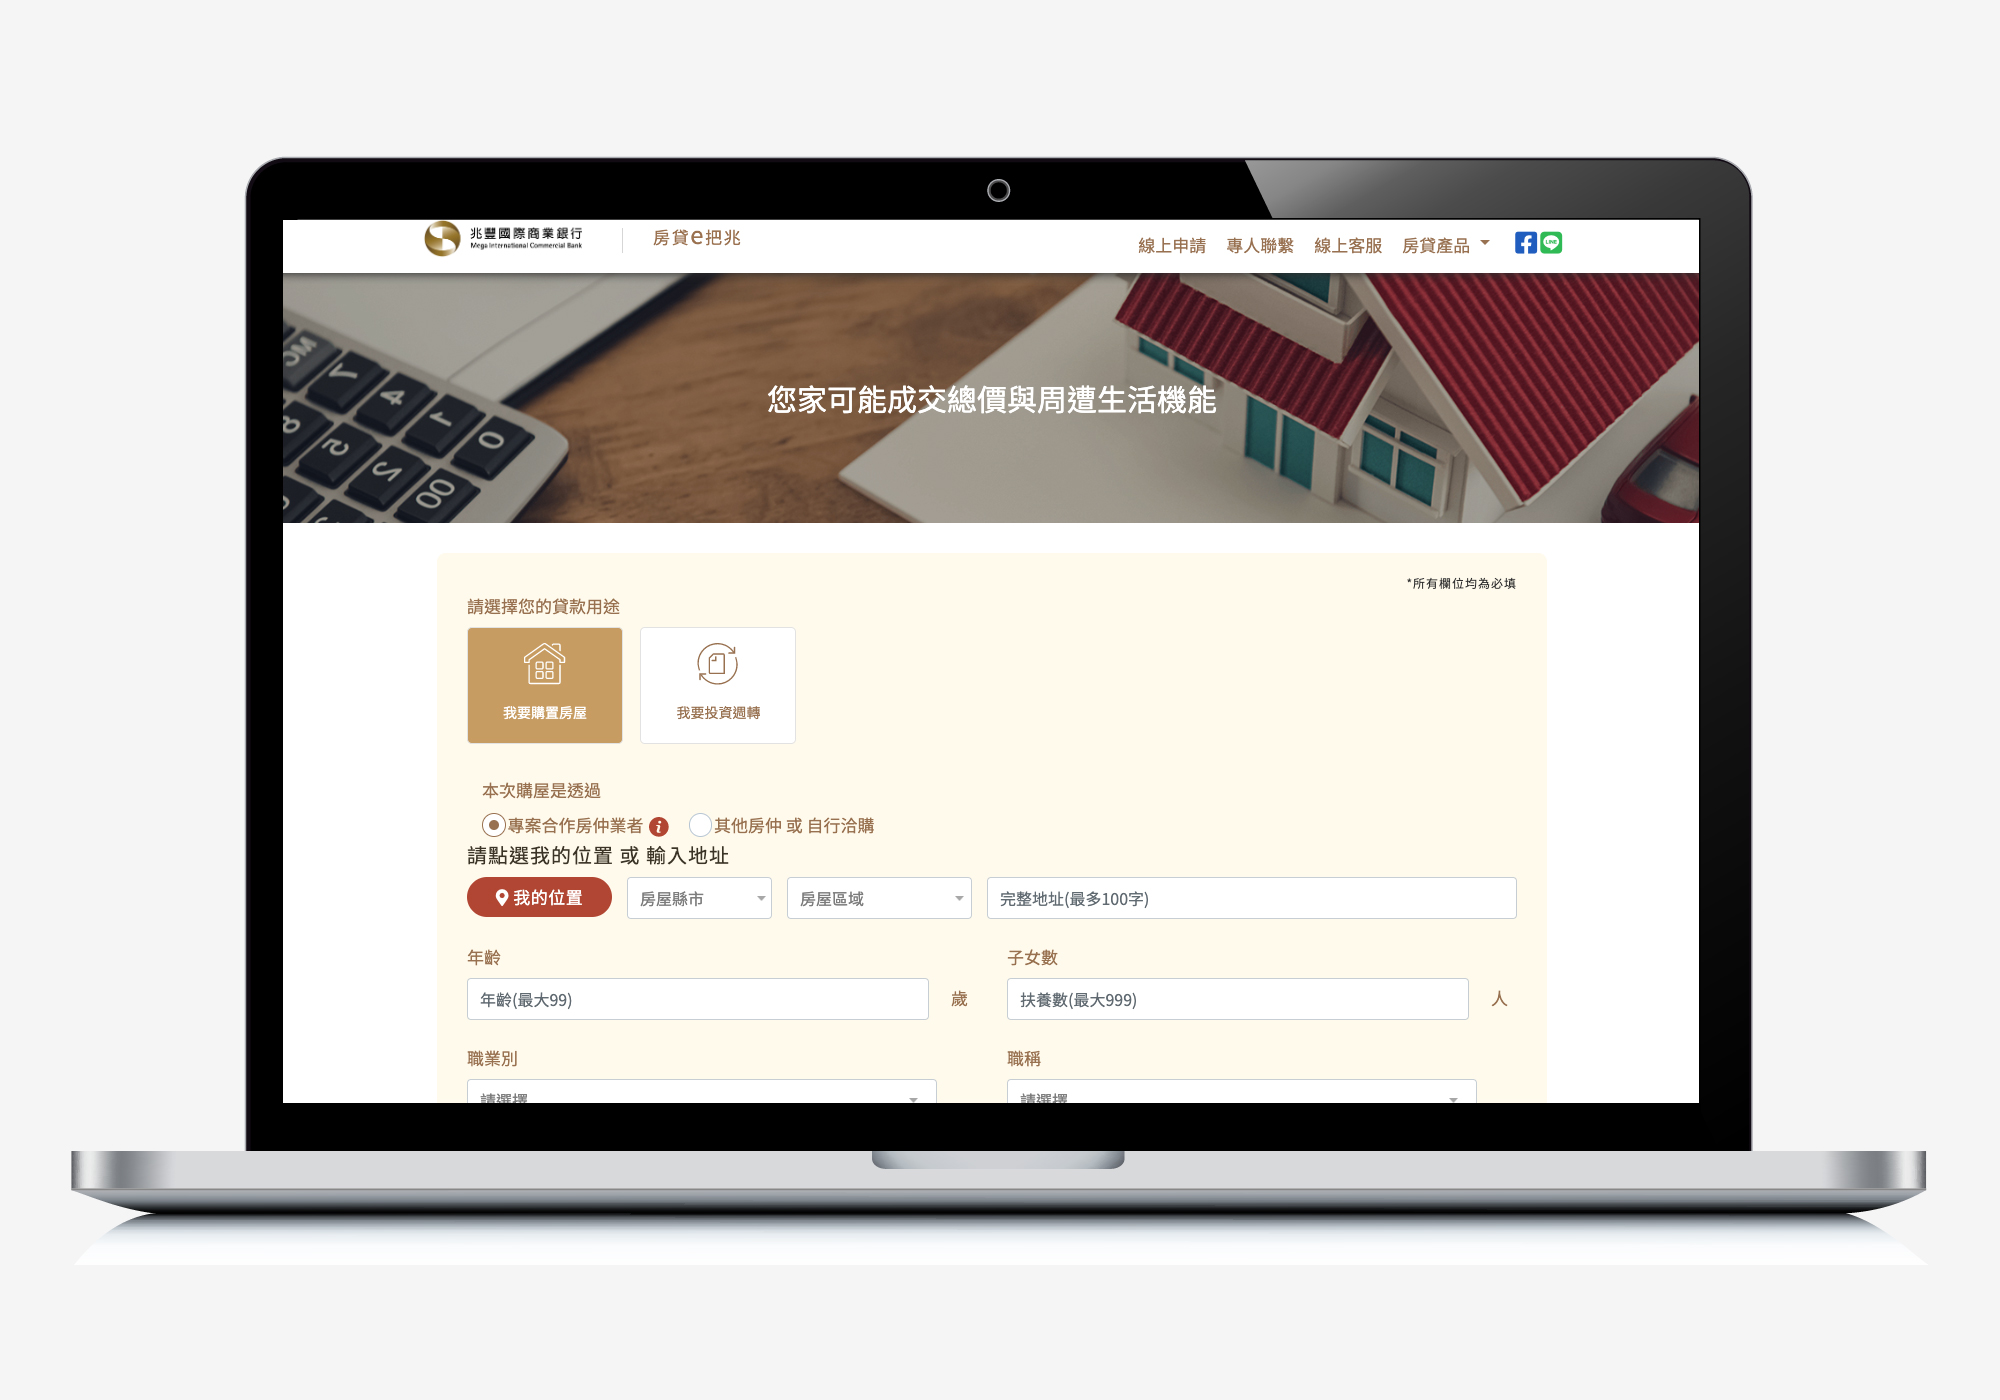 兆豐國際商業銀行
Mega International Commercial Bank
房貸e把兆
線上申請 專人聯繫 線上客服 房貸產品
LINE
您家可能成交總價與周遭生活機能
*所有欄位均為必填
請選擇您的貸款用途
我要購置房屋 我要投資週轉
本次購屋是透過
專案合作房仲業者 i 其他房仲 或 自行洽購
請點選我的位置 或 輸入地址
我的位置 房屋縣市 房屋區域 完整地址(最多100字)
年齡 子女數
年齡(最大99) 歲 扶養數(最大999) 人
職業別 職稱
請選擇 請選擇